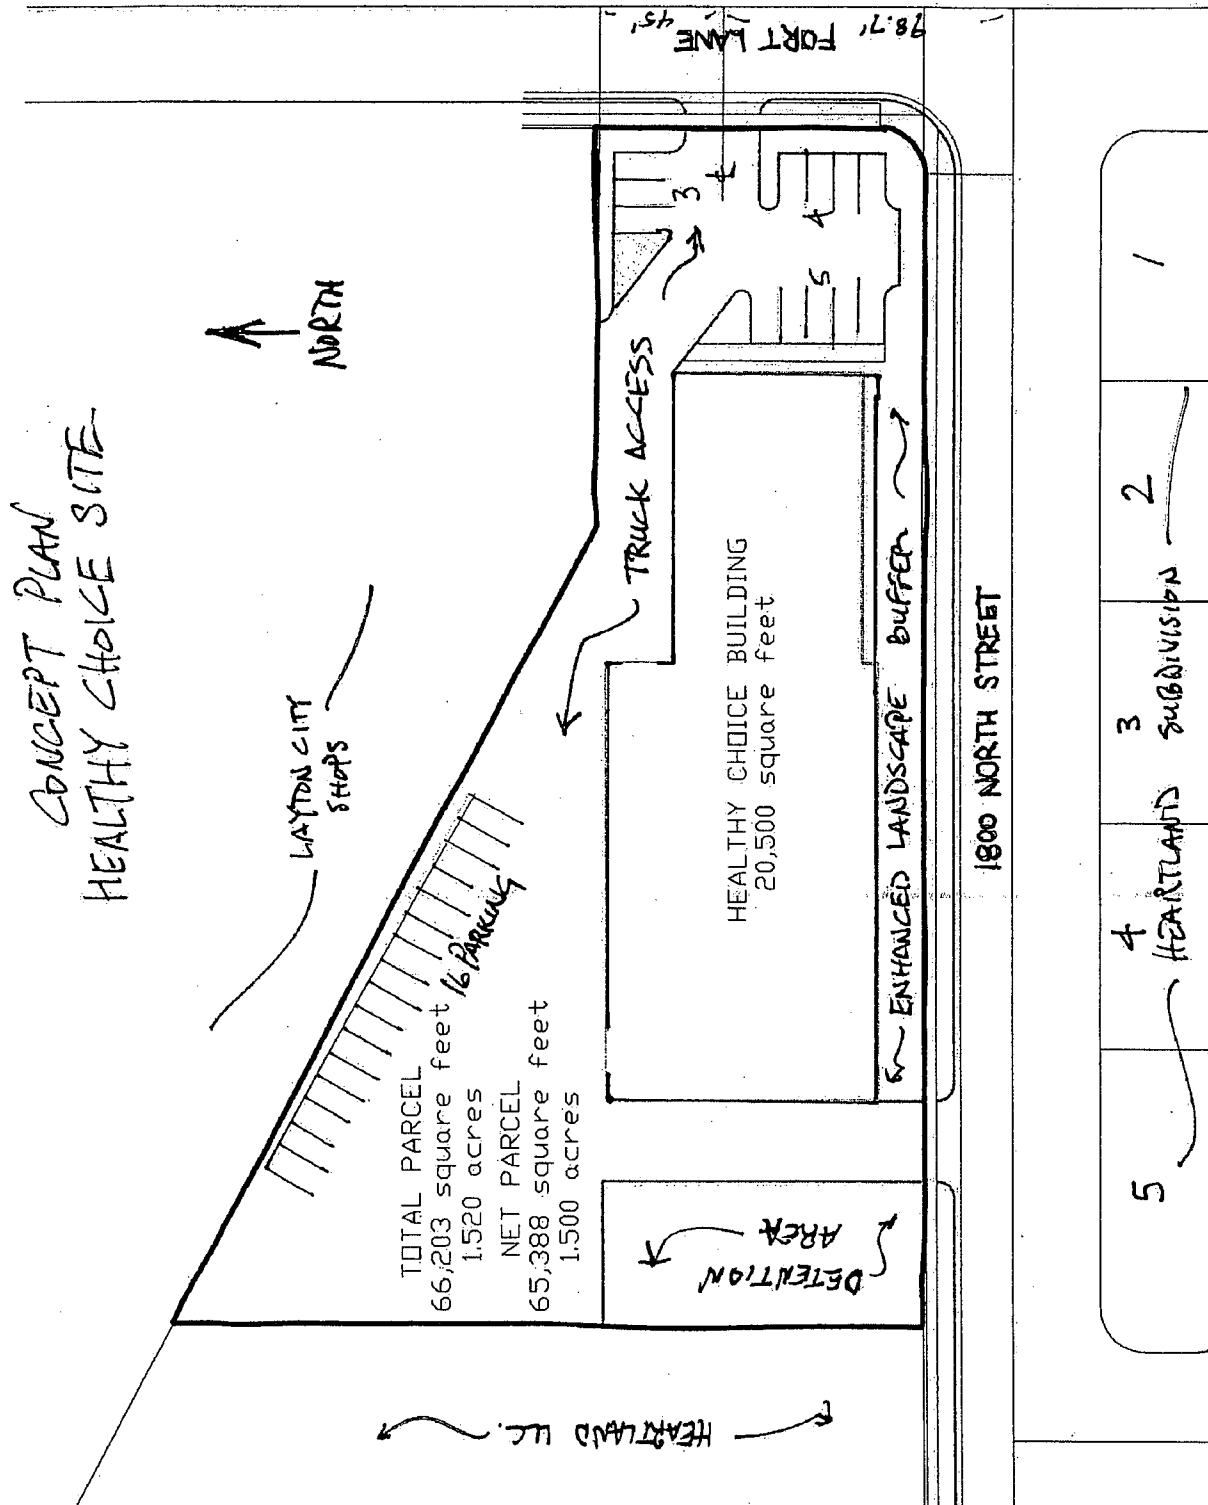 CONCEPT PLAN
HEALTHY CHOICE SITE
NORTH
LAYTON CITY
SHOPS
FORT LANE
45'
98.7'
3
4
4
5
TRUCK ACCESS
16 PARKING
TOTAL PARCEL
66,203 square feet
1.520 acres
NET PARCEL
65,388 square feet
1.500 acres
HEALTHY CHOICE BUILDING
20,500 square feet
ENHANCED LANDSCAPE BUFFER
DETENTION
AREA
HEARTLAND LLC.
1800 NORTH STREET
5
4
3
2
1
HEARTLAND SUBDIVISION